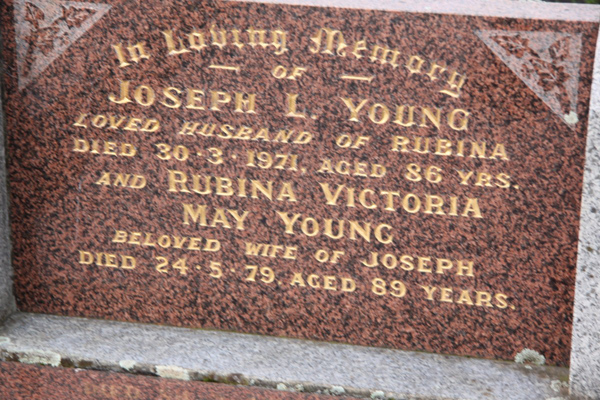 In Loving Memory
— OF —
JOSEPH L. YOUNG
LOVED HUSBAND OF RUBINA
DIED 30·3·1971, AGED 86 YRS.
AND RUBINA VICTORIA
MAY YOUNG
BELOVED WIFE OF JOSEPH
DIED 24·5·79, AGED 89 YEARS.